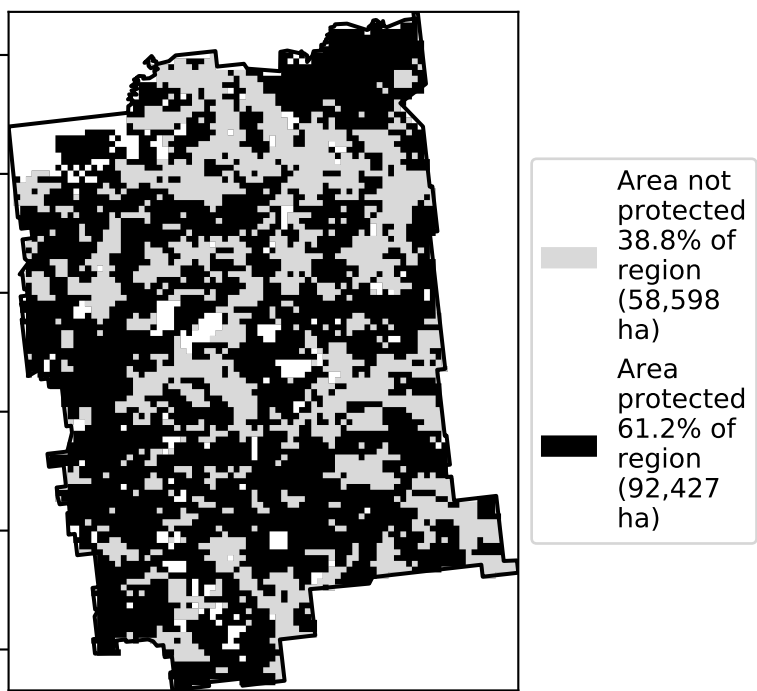 Area not
protected
38.8% of
region
(58,598
ha)
Area
protected
61.2% of
region
(92,427
ha)